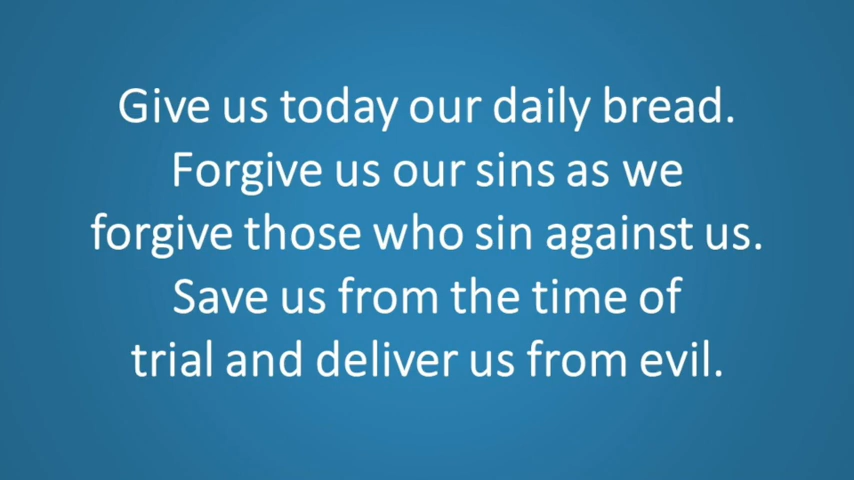 Give us today our daily bread.
Forgive us our sins as we
forgive those who sin against us.
Save us from the time of
trial and deliver us from evil.